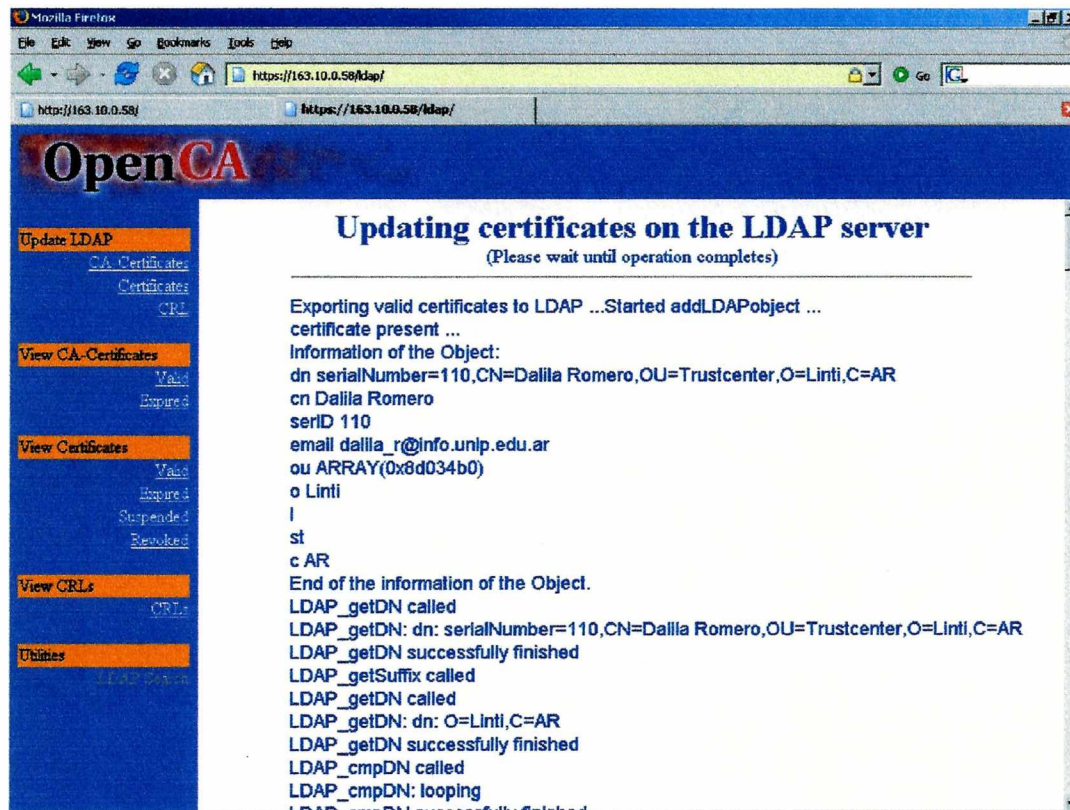 Mozilla Firefox
File Edit View Go Bookmarks Tools Help
https://163.10.0.58/ldap/
Go
http://163.10.0.58/
https://163.10.0.58/ldap/
OpenCA
Update LDAP
CA-Certificates
Certificates
CRL
View CA-Certificates
Valid
Expired
View Certificates
Valid
Expired
Suspended
Revoked
View CRLs
CRLs
Utilities
LDAP Search
Updating certificates on the LDAP server
(Please wait until operation completes)
Exporting valid certificates to LDAP ...Started addLDAPobject ...
certificate present ...
Information of the Object:
dn serialNumber=110,CN=Dalila Romero,OU=Trustcenter,O=Linti,C=AR
cn Dalila Romero
serID 110
email dalila_r@info.unlp.edu.ar
ou ARRAY(0x8d034b0)
o Linti
l
st
c AR
End of the information of the Object.
LDAP_getDN called
LDAP_getDN: dn: serialNumber=110,CN=Dalila Romero,OU=Trustcenter,O=Linti,C=AR
LDAP_getDN successfully finished
LDAP_getSuffix called
LDAP_getDN called
LDAP_getDN: dn: O=Linti,C=AR
LDAP_getDN successfully finished
LDAP_cmpDN called
LDAP_cmpDN: looping
LDAP_cmpDN successfully finished